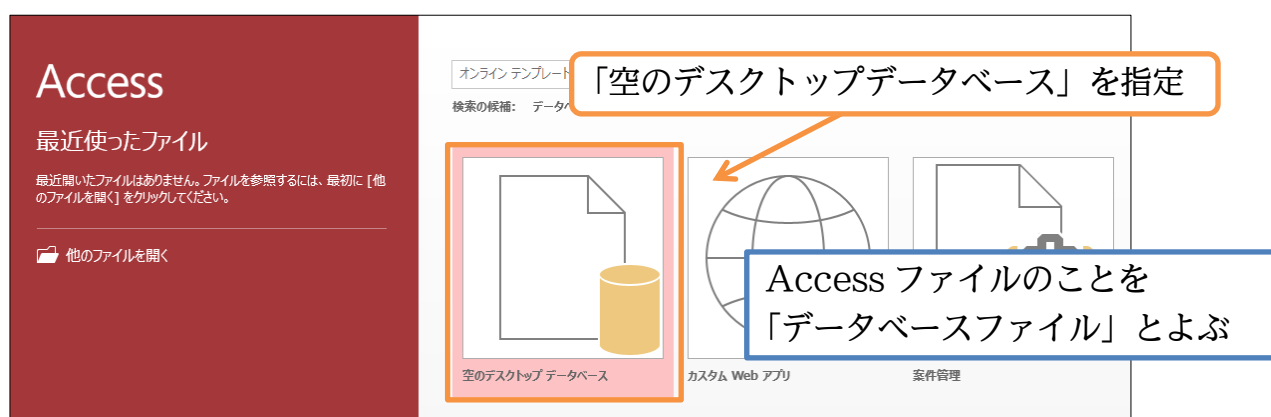 Access
最近使ったファイル
最近開いたファイルはありません。ファイルを参照するには、最初に [他
のファイルを開く] をクリックしてください。
他のファイルを開く
オンライン テンプレート
「空のデスクトップデータベース」を指定
検索の候補: データベ
空のデスクトップ データベース
カスタム Web アプリ
案件管理
Access ファイルのことを
「データベースファイル」とよぶ